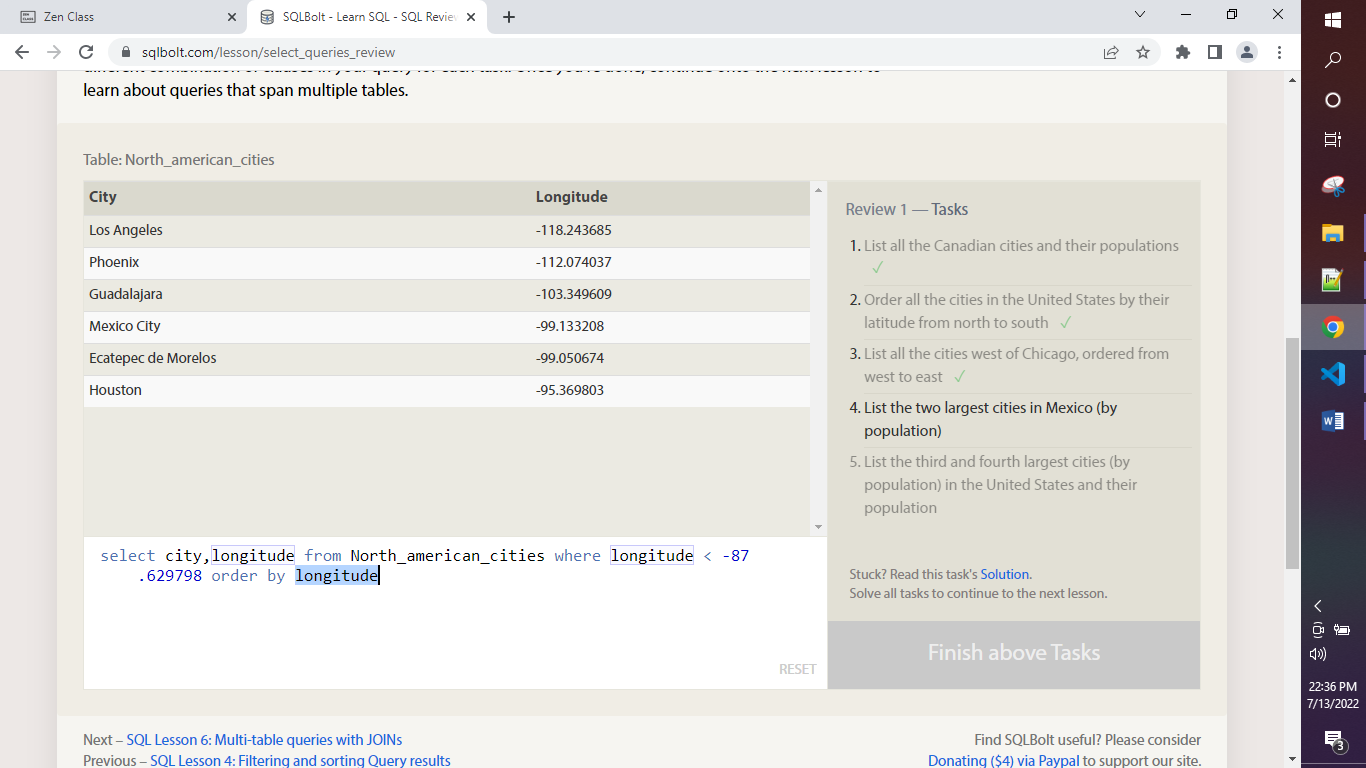 Zen Class
SQLBolt - Learn SQL - SQL Review
sqlbolt.com/lesson/select_queries_review
learn about queries that span multiple tables.
Table: North_american_cities
City Longitude
Los Angeles -118.243685
Phoenix -112.074037
Guadalajara -103.349609
Mexico City -99.133208
Ecatepec de Morelos -99.050674
Houston -95.369803
select city,longitude from North_american_cities where longitude < -87
.629798 order by longitude
RESET
Review 1 — Tasks
1. List all the Canadian cities and their populations
✓
2. Order all the cities in the United States by their
latitude from north to south ✓
3. List all the cities west of Chicago, ordered from
west to east ✓
4. List the two largest cities in Mexico (by
population)
5. List the third and fourth largest cities (by
population) in the United States and their
population
Stuck? Read this task's Solution.
Solve all tasks to continue to the next lesson.
Finish above Tasks
Next – SQL Lesson 6: Multi-table queries with JOINs
Previous – SQL Lesson 4: Filtering and sorting Query results
Find SQLBolt useful? Please consider
Donating ($4) via Paypal to support our site.
22:36 PM
7/13/2022
3